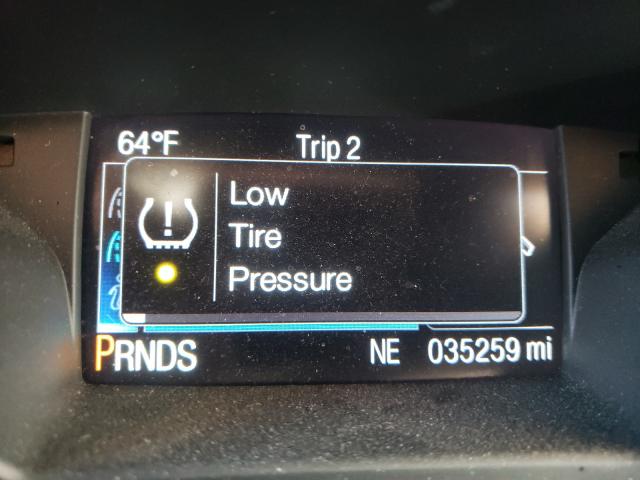 64°F Trip 2
Low
Tire
Pressure
PRNDS NE 035259 mi